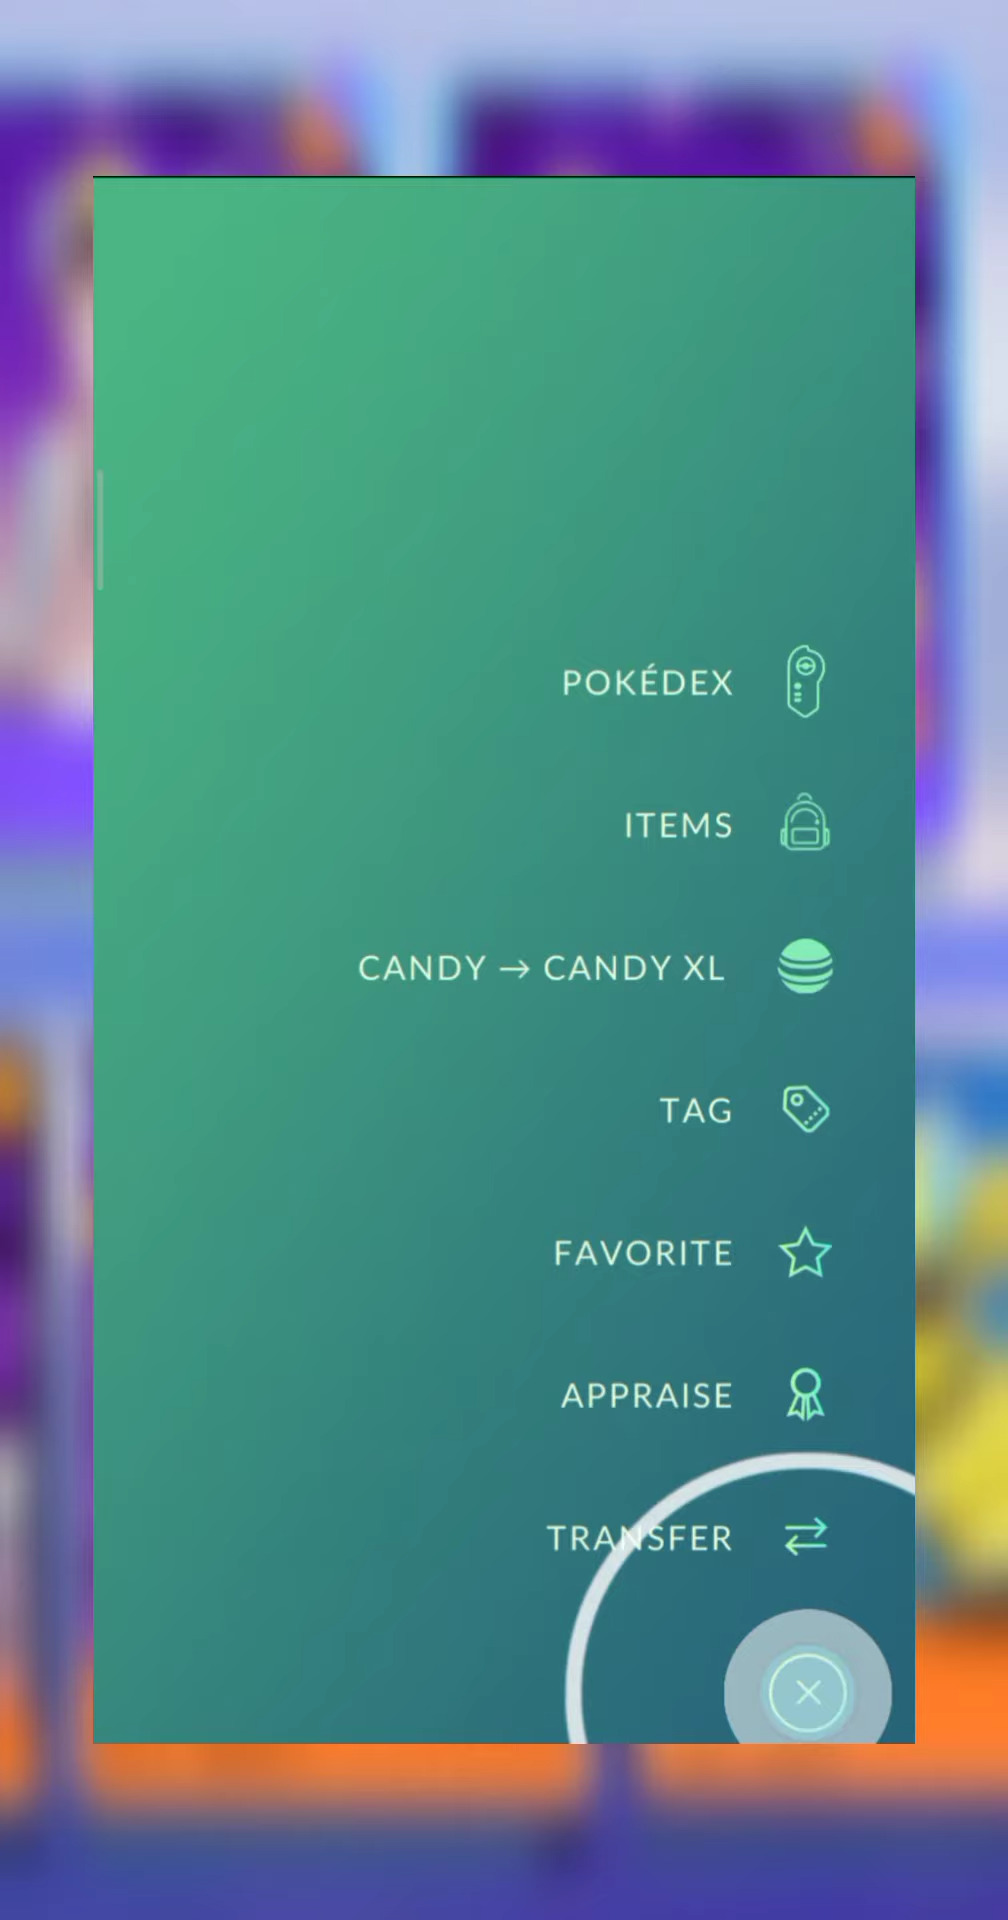 POKÉDEX
ITEMS
CANDY → CANDY XL
TAG
FAVORITE
APPRAISE
TRANSFER